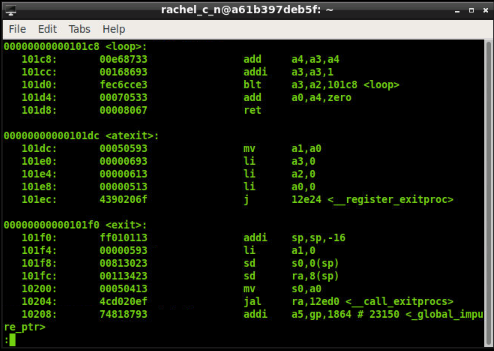 rachel_c_n@a61b397deb5f: ~
File Edit Tabs Help
00000000000101c8 <loop>:
101c8: 00e68733 add a4,a3,a4
101cc: 00168693 addi a3,a3,1
101d0: fec6cce3 blt a3,a2,101c8 <loop>
101d4: 00070533 add a0,a4,zero
101d8: 00008067 ret
00000000000101dc <atexit>:
101dc: 00050593 mv a1,a0
101e0: 00000693 li a3,0
101e4: 00000613 li a2,0
101e8: 00000513 li a0,0
101ec: 4390206f j 12e24 <__register_exitproc>
00000000000101f0 <exit>:
101f0: ff010113 addi sp,sp,-16
101f4: 00000593 li a1,0
101f8: 00813023 sd s0,0(sp)
101fc: 00113423 sd ra,8(sp)
10200: 00050413 mv s0,a0
10204: 4cd020ef jal ra,12ed0 <__call_exitprocs>
10208: 74818793 addi a5,gp,1864 # 23150 <_global_impu
re_ptr>
: